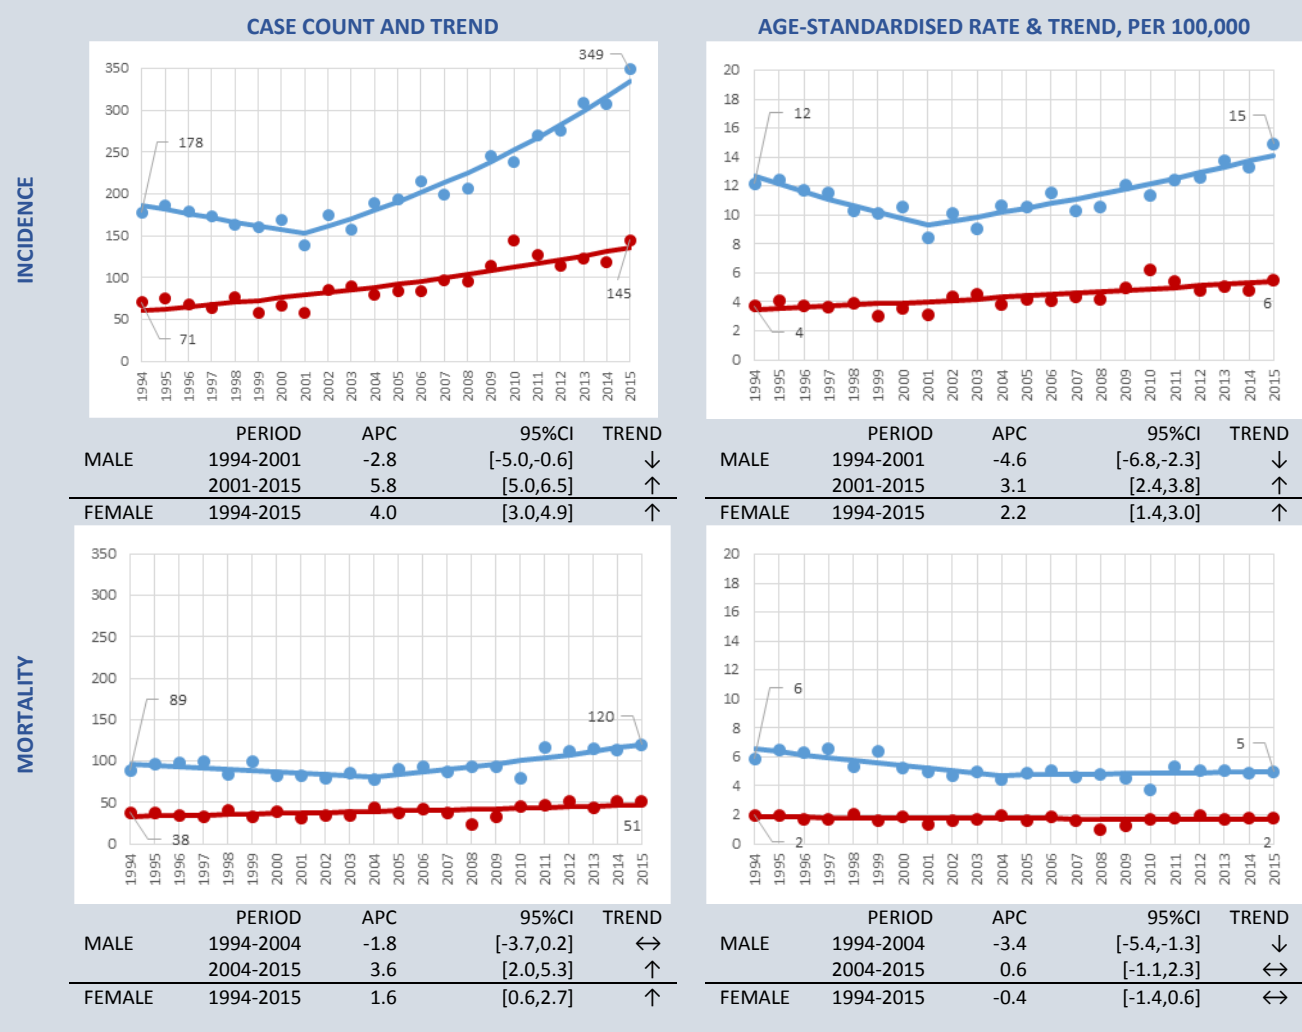 CASE COUNT AND TREND
AGE-STANDARDISED RATE & TREND, PER 100,000
INCIDENCE
350
300
250
200
150
100
50
0
349
178
145
71
1994 1995 1996 1997 1998 1999 2000 2001 2002 2003 2004 2005 2006 2007 2008 2009 2010 2011 2012 2013 2014 2015
20
18
16
14
12
10
8
6
4
2
0
12
15
6
4
1994 1995 1996 1997 1998 1999 2000 2001 2002 2003 2004 2005 2006 2007 2008 2009 2010 2011 2012 2013 2014 2015
PERIOD APC 95%CI TREND
MALE 1994-2001 -2.8 [-5.0,-0.6] ↓
2001-2015 5.8 [5.0,6.5] ↑
FEMALE 1994-2015 4.0 [3.0,4.9] ↑
PERIOD APC 95%CI TREND
MALE 1994-2001 -4.6 [-6.8,-2.3] ↓
2001-2015 3.1 [2.4,3.8] ↑
FEMALE 1994-2015 2.2 [1.4,3.0] ↑
MORTALITY
350
300
250
200
150
100
50
0
89
120
51
38
1994 1995 1996 1997 1998 1999 2000 2001 2002 2003 2004 2005 2006 2007 2008 2009 2010 2011 2012 2013 2014 2015
20
18
16
14
12
10
8
6
4
2
0
6
5
2
2
1994 1995 1996 1997 1998 1999 2000 2001 2002 2003 2004 2005 2006 2007 2008 2009 2010 2011 2012 2013 2014 2015
PERIOD APC 95%CI TREND
MALE 1994-2004 -1.8 [-3.7,0.2] ↔
2004-2015 3.6 [2.0,5.3] ↑
FEMALE 1994-2015 1.6 [0.6,2.7] ↑
PERIOD APC 95%CI TREND
MALE 1994-2004 -3.4 [-5.4,-1.3] ↓
2004-2015 0.6 [-1.1,2.3] ↔
FEMALE 1994-2015 -0.4 [-1.4,0.6] ↔